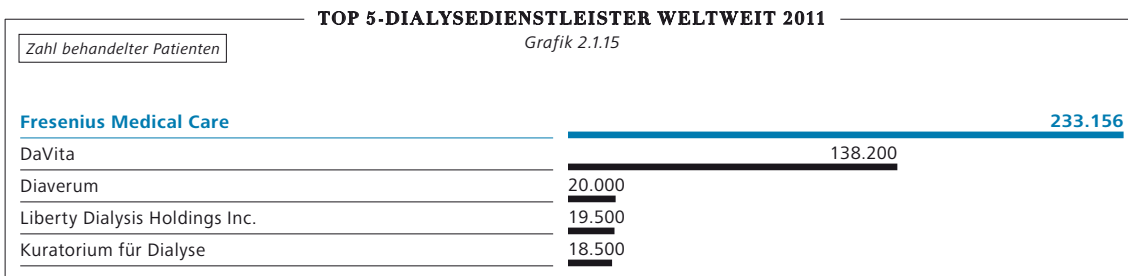 TOP 5-DIALYSEDIENSTLEISTER WELTWEIT 2011
Grafik 2.1.15
Zahl behandelter Patienten
Fresenius Medical Care 233.156
DaVita 138.200
Diaverum 20.000
Liberty Dialysis Holdings Inc. 19.500
Kuratorium für Dialyse 18.500